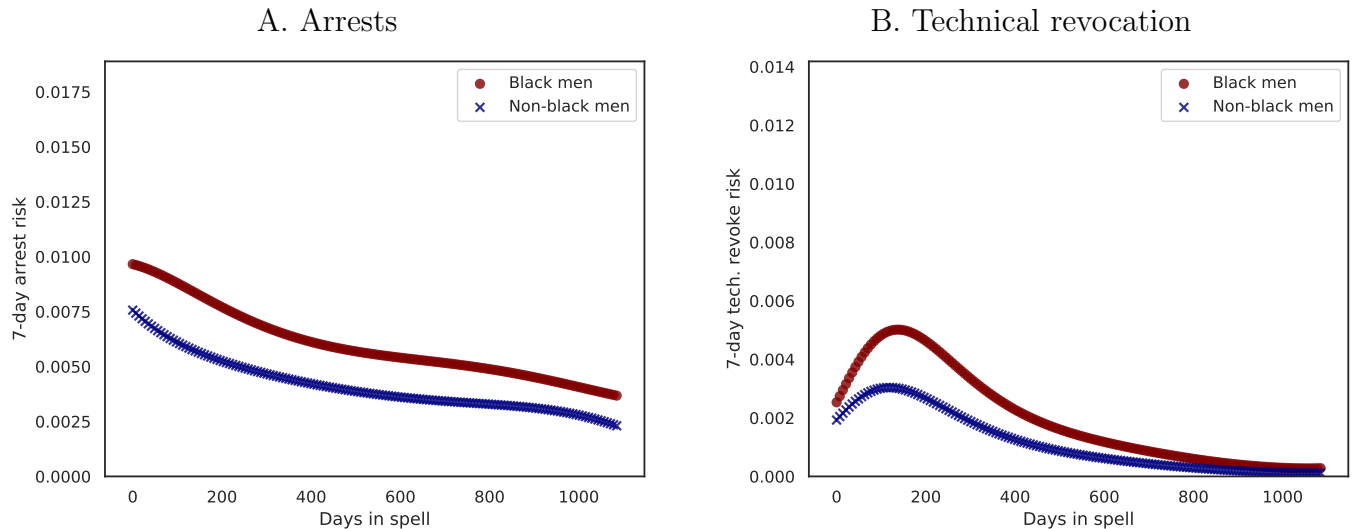 A. Arrests
0.0175
0.0150
0.0125
0.0100
0.0075
0.0050
0.0025
0.0000
7-day arrest risk
Black men
Non-black men
0 200 400 600 800 1000
Days in spell
B. Technical revocation
0.014
0.012
0.010
0.008
0.006
0.004
0.002
0.000
7-day tech. revoke risk
Black men
Non-black men
0 200 400 600 800 1000
Days in spell